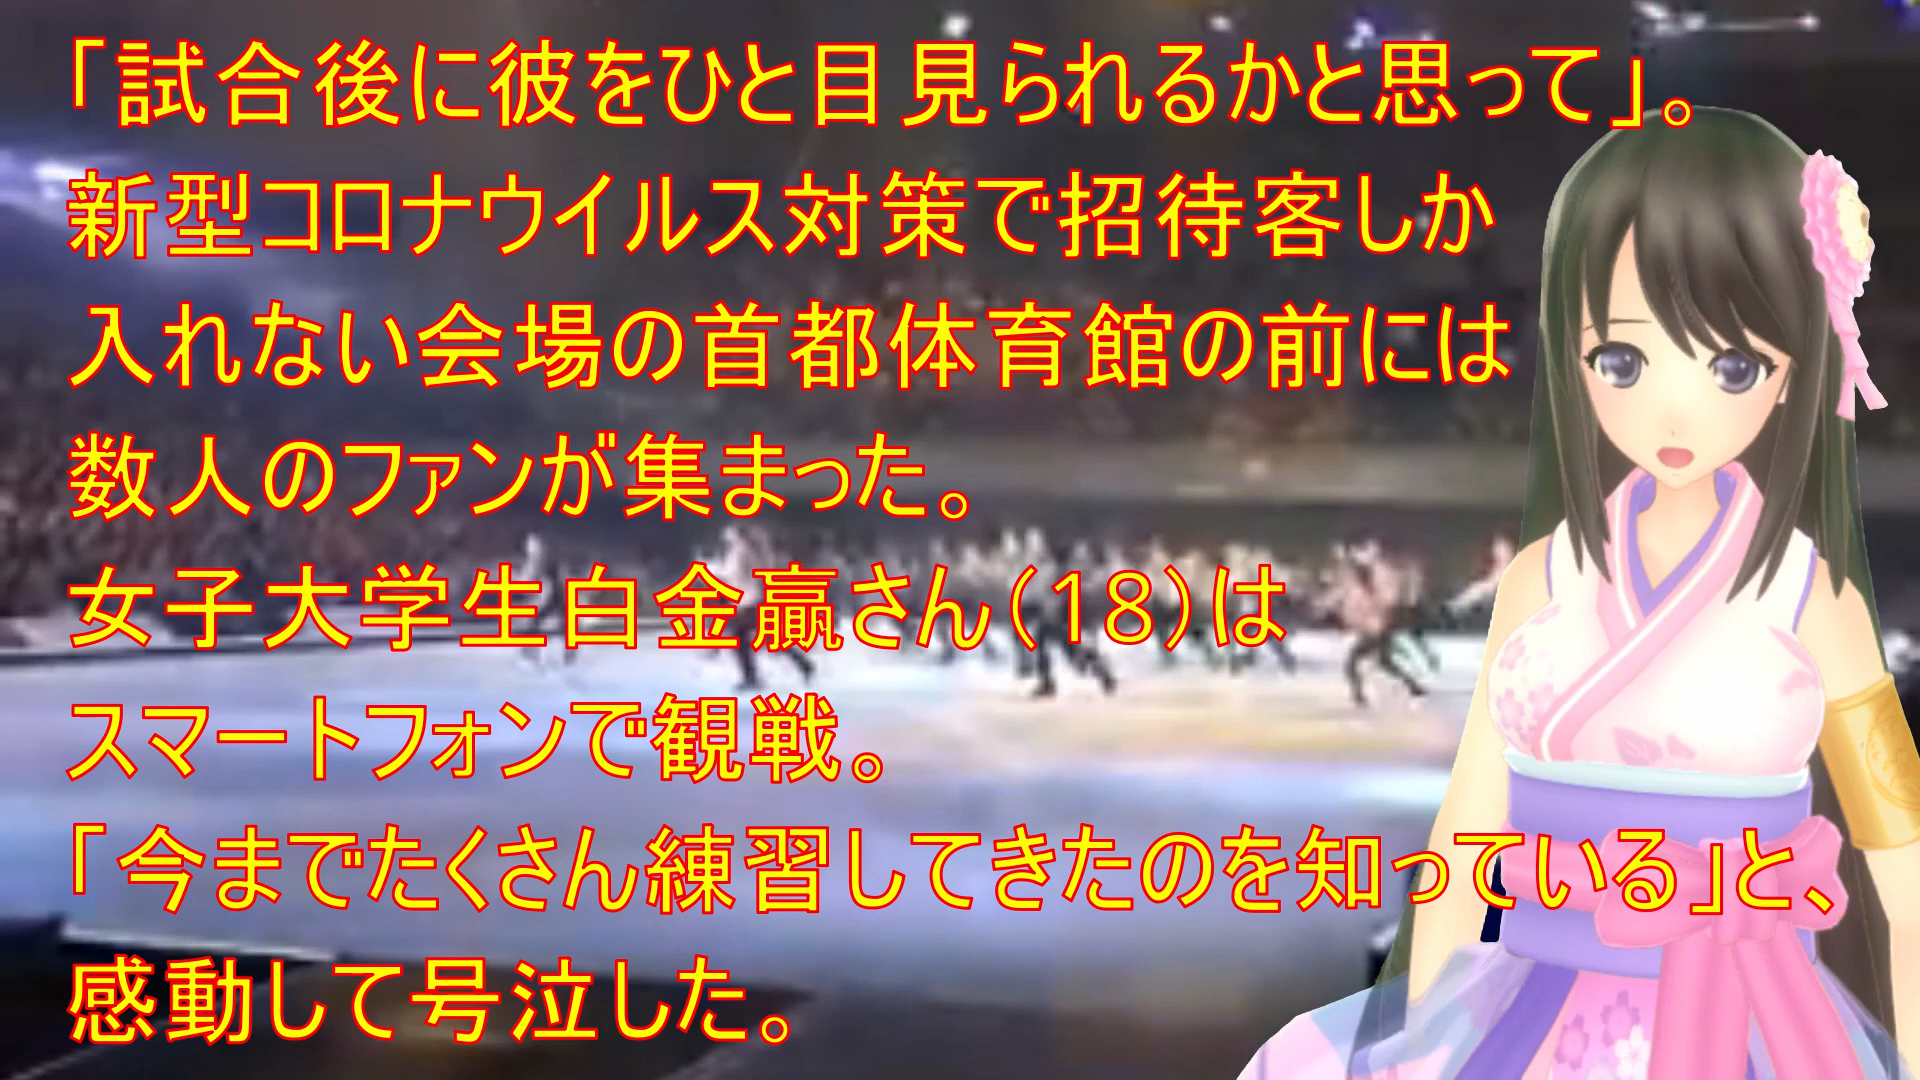 「試合後に彼をひと目見られるかと思って」。
新型コロナウイルス対策で招待客しか
入れない会場の首都体育館の前には
数人のファンが集まった。
女子大学生白金贏さん（18）は
スマートフォンで観戦。
「今までたくさん練習してきたのを知っている」と、
感動して号泣した。